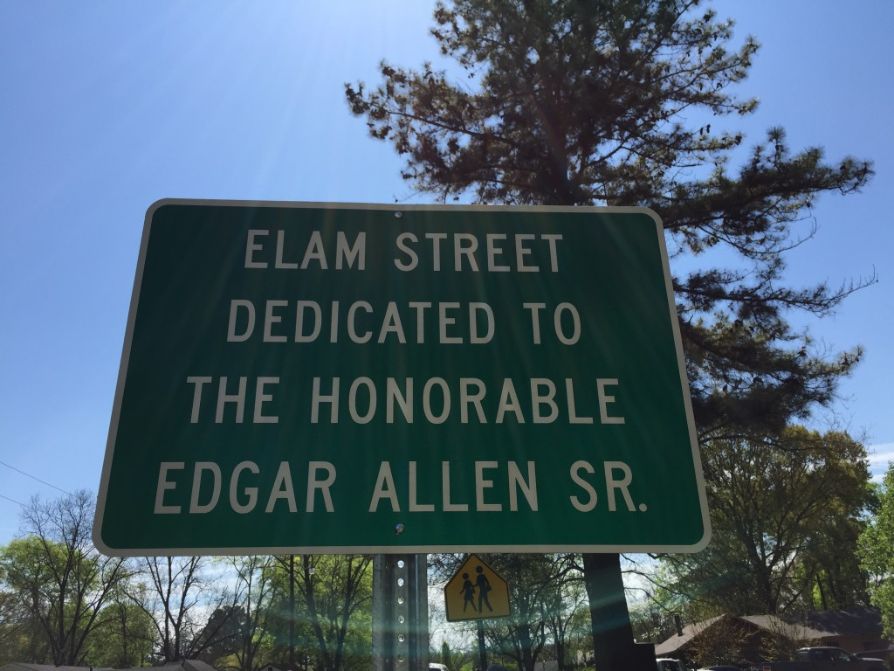 ELAM STREET
DEDICATED TO
THE HONORABLE
EDGAR ALLEN SR.